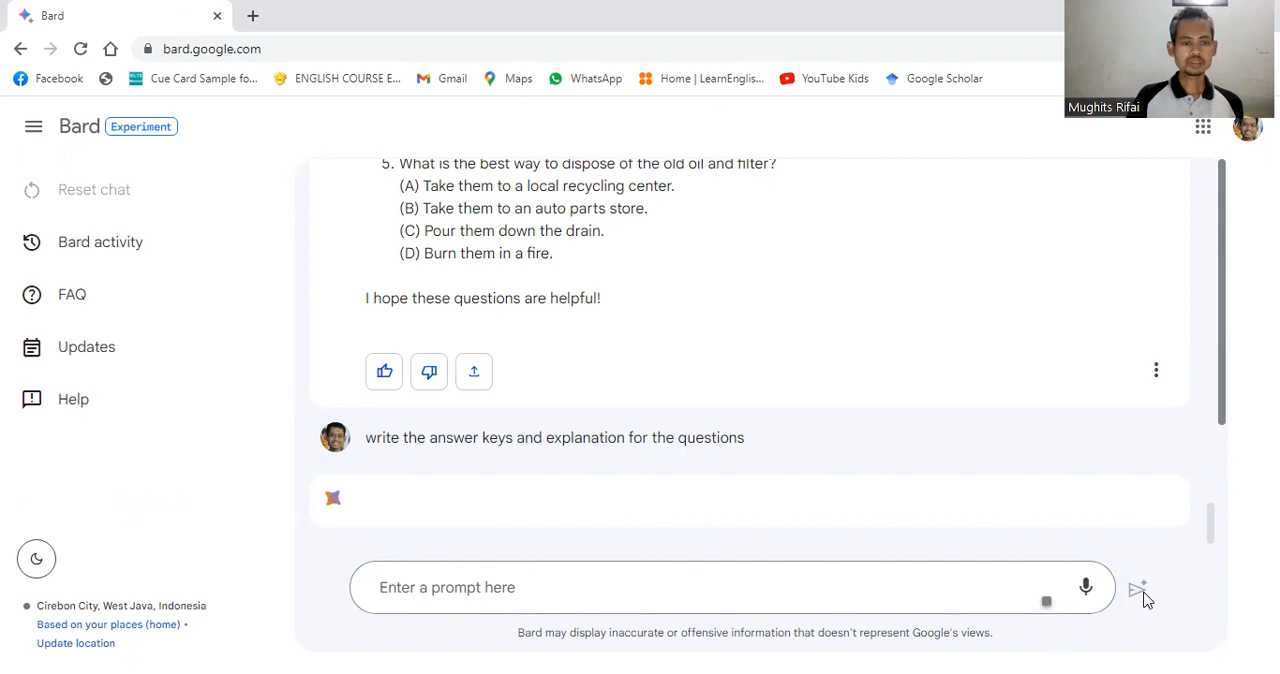 Bard
bard.google.com
Facebook
Cue Card Sample fo...
ENGLISH COURSE E...
Gmail
Maps
WhatsApp
Home | LearnEnglis...
YouTube Kids
Google Scholar
Mughits Rifai
Bard Experiment
Reset chat
Bard activity
FAQ
Updates
Help
5. What is the best way to dispose of the old oil and filter?
(A) Take them to a local recycling center.
(B) Take them to an auto parts store.
(C) Pour them down the drain.
(D) Burn them in a fire.
I hope these questions are helpful!
write the answer keys and explanation for the questions
Enter a prompt here
Bard may display inaccurate or offensive information that doesn't represent Google's views.
Cirebon City, West Java, Indonesia
Based on your places (home) •
Update location